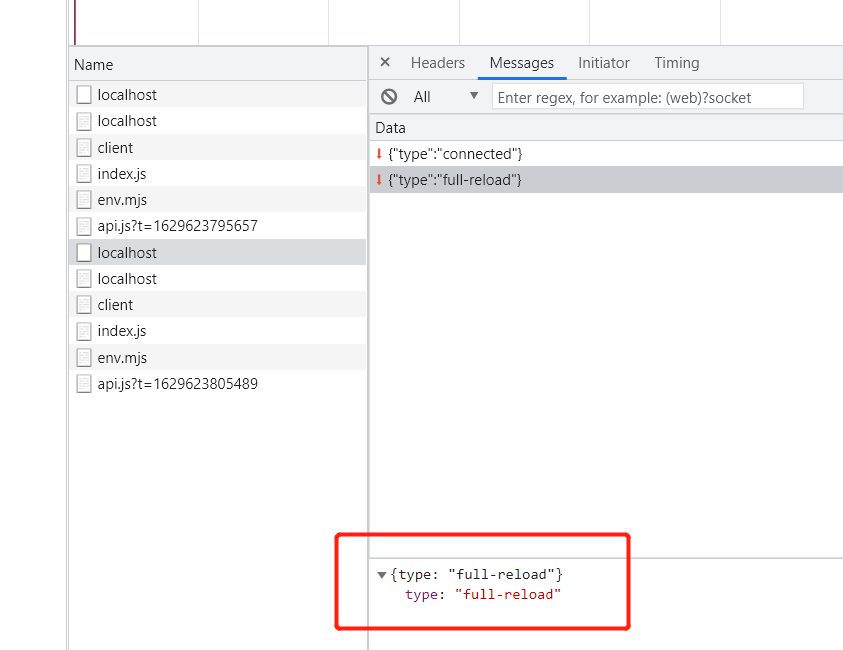 Name
localhost
localhost
client
index.js
env.mjs
api.js?t=1629623795657
localhost
localhost
client
index.js
env.mjs
api.js?t=1629623805489
× Headers Messages Initiator Timing
All Enter regex, for example: (web)?socket
Data
{"type":"connected"}
{"type":"full-reload"}
{type: "full-reload"}
type: "full-reload"